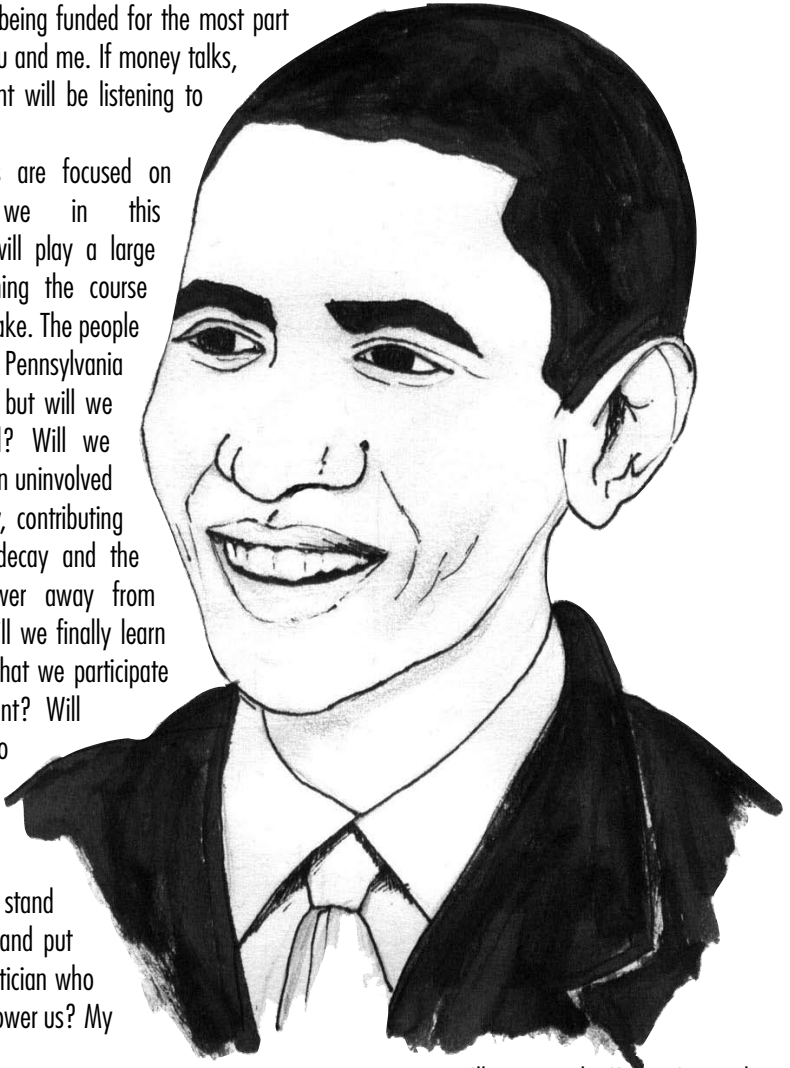 being funded for the most part
u and me. If money talks,
nt will be listening to
are focused on
we in this
will play a large
ing the course
ake. The people
Pennsylvania
but will we
? Will we
n uninvolved
contributing
decay and the
wer away from
ll we finally learn
hat we participate
nt? Will
o
stand
and put
tician who
ower us? My